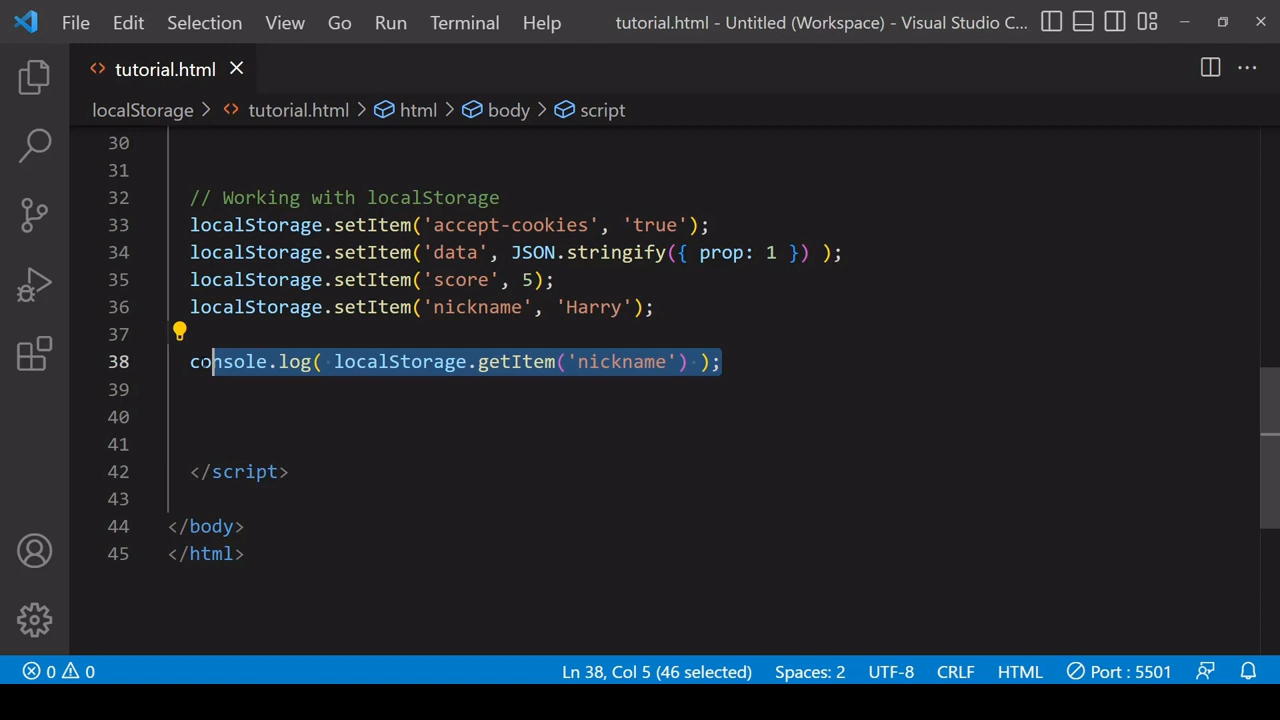 File Edit Selection View Go Run Terminal Help tutorial.html - Untitled (Workspace) - Visual Studio C...
tutorial.html
localStorage > tutorial.html > html > body > script
30
31
32 // Working with localStorage
33 localStorage.setItem('accept-cookies', 'true');
34 localStorage.setItem('data', JSON.stringify({ prop: 1 }) );
35 localStorage.setItem('score', 5);
36 localStorage.setItem('nickname', 'Harry');
37
38 console.log( localStorage.getItem('nickname') );
39
40
41
42 </script>
43
44 </body>
45 </html>
0 0 Ln 38, Col 5 (46 selected) Spaces: 2 UTF-8 CRLF HTML Port : 5501